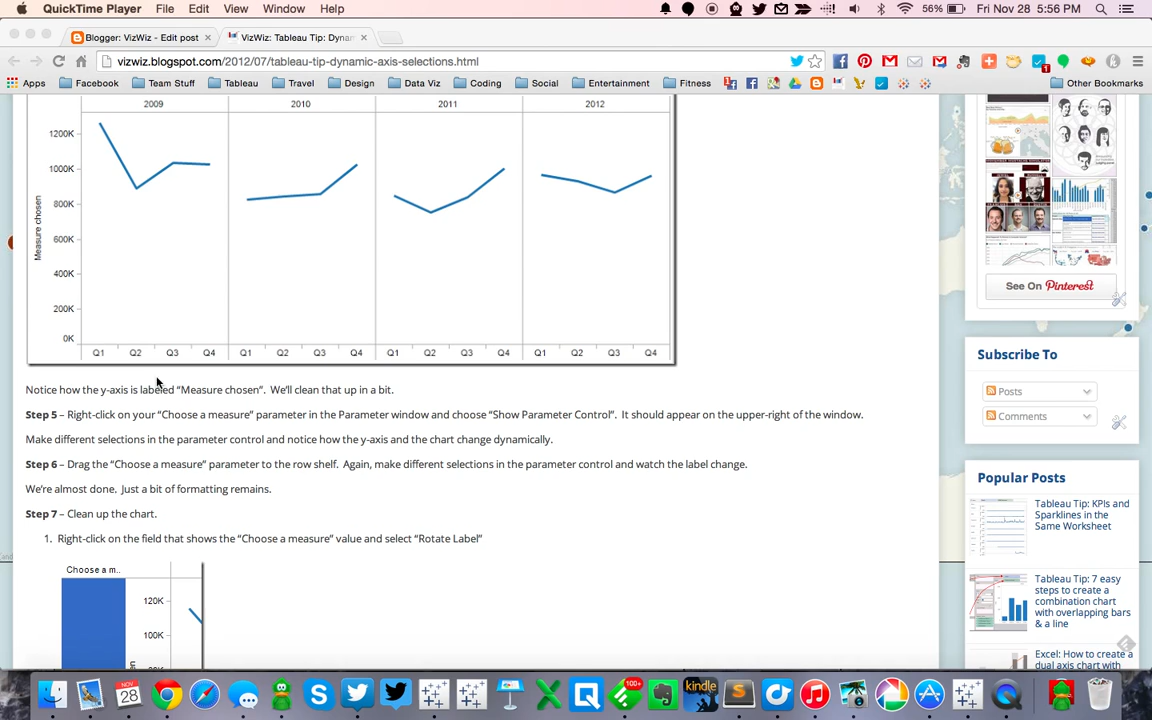 QuickTime Player File Edit View Window Help 56% Fri Nov 28 5:56 PM
Blogger: VizWiz - Edit post × VizWiz: Tableau Tip: Dynam ×
vizwiz.blogspot.com/2012/07/tableau-tip-dynamic-axis-selections.html
1
Apps Facebook Team Stuff Tableau Travel Design Data Viz Coding Social Entertainment Fitness Other Bookmarks
2009 2010 2011 2012
1200K
1000K
800K
600K
400K
200K
0K
Measure chosen
Q1 Q2 Q3 Q4 Q1 Q2 Q3 Q4 Q1 Q2 Q3 Q4 Q1 Q2 Q3 Q4
Notice how the y-axis is labeled “Measure chosen”. We’ll clean that up in a bit.
Step 5 – Right-click on your “Choose a measure” parameter in the Parameter window and choose “Show Parameter Control”. It should appear on the upper-right of the window.
Make different selections in the parameter control and notice how the y-axis and the chart change dynamically.
Step 6 – Drag the “Choose a measure” parameter to the row shelf. Again, make different selections in the parameter control and watch the label change.
We’re almost done. Just a bit of formatting remains.
Step 7 – Clean up the chart.
1. Right-click on the field that shows the “Choose a measure” value and select “Rotate Label”
Choose a m..
120K
100K
See On Pinterest
Subscribe To
Posts
Comments
Popular Posts
Tableau Tip: KPIs and
Sparklines in the
Same Worksheet
Tableau Tip: 7 easy
steps to create a
combination chart
with overlapping bars
& a line
Excel: How to create a
dual axis chart with
NOV
28
100+
kindle